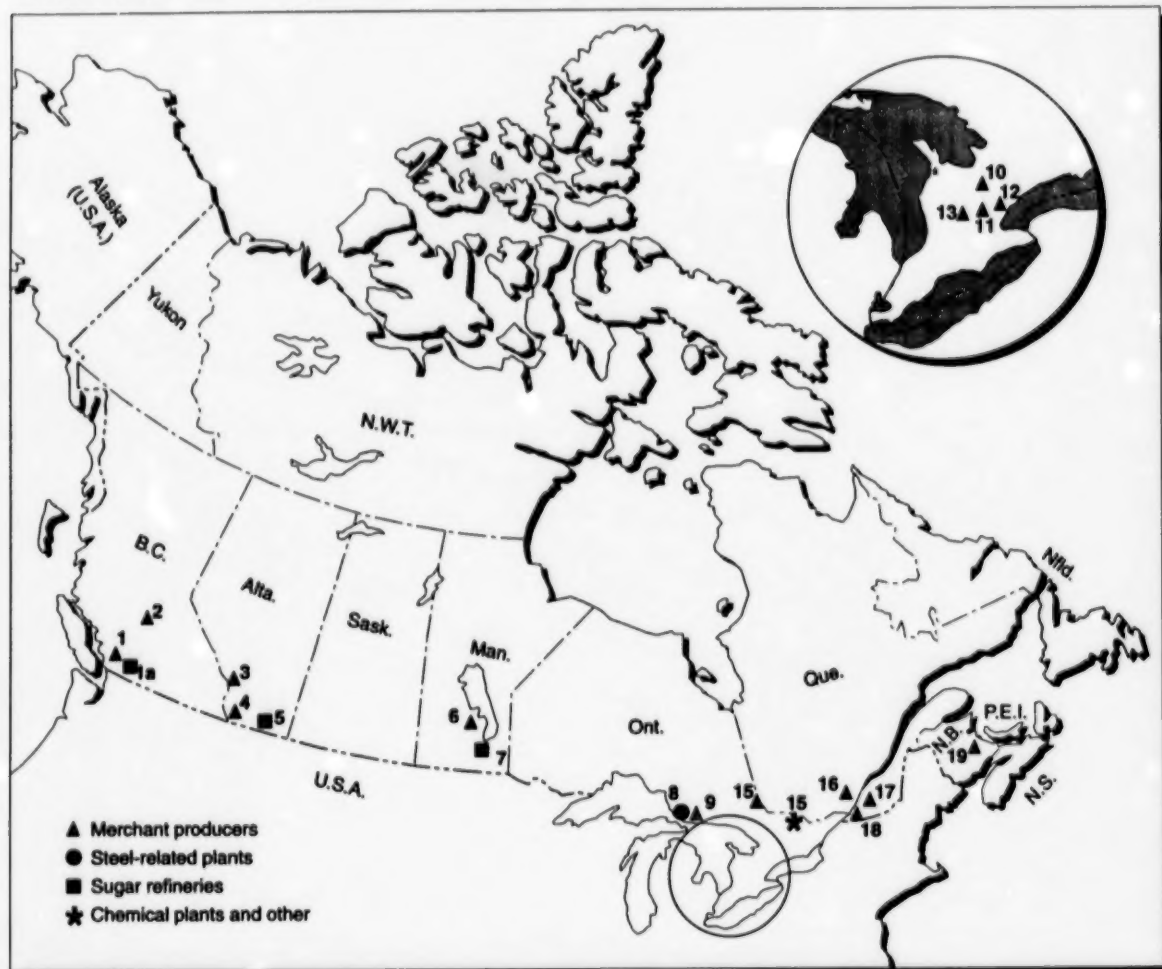 Alaska
(U.S.A.)
Yukon
N.W.T.
B.C.
Alta.
Sask.
Man.
Ont.
Que.
Nfld.
P.E.I.
N.B.
N.S.
U.S.A.
1
1a
2
3
4
5
6
7
8
9
15
15
16
17
18
19
10
12
13
11
▲ Merchant producers
● Steel-related plants
■ Sugar refineries
★ Chemical plants and other